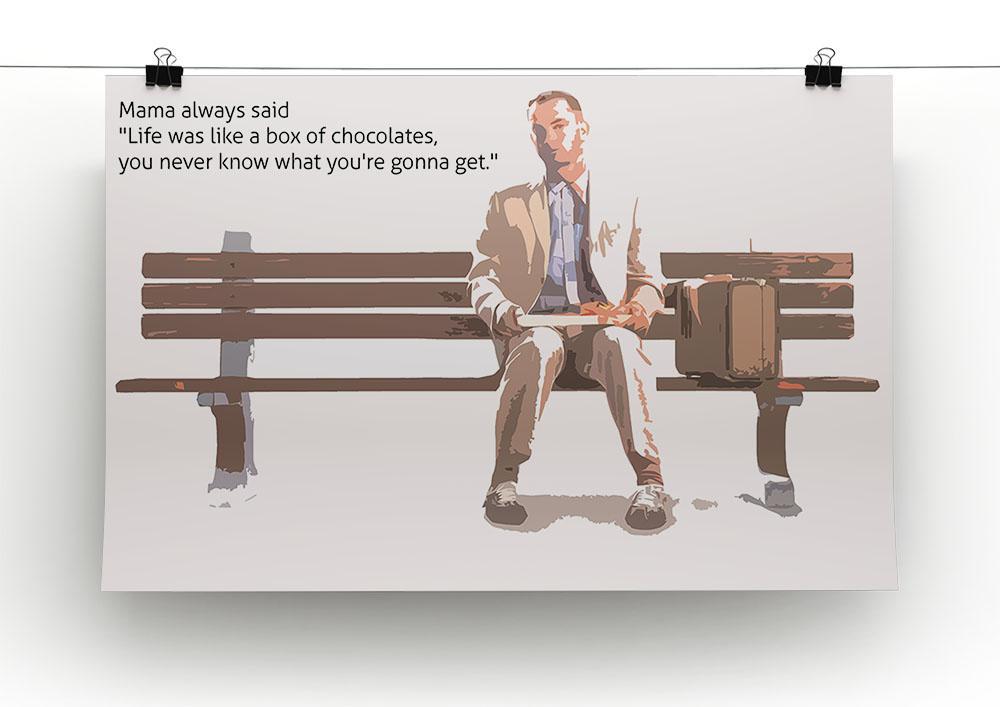 Mama always said
"Life was like a box of chocolates,
you never know what you're gonna get."